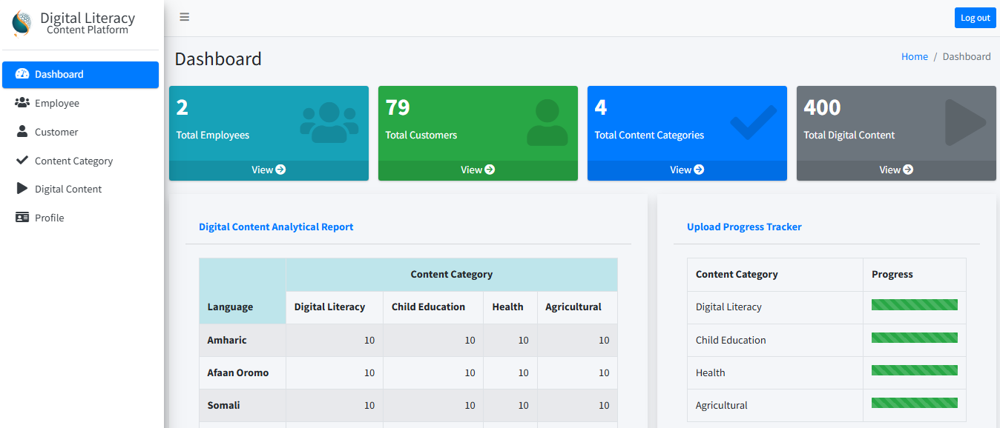 Digital Literacy
Content Platform
Log out
Dashboard
Employee
Customer
Content Category
Digital Content
Profile
Dashboard
Home / Dashboard
2
Total Employees
View
79
Total Customers
View
4
Total Content Categories
View
400
Total Digital Content
View
Digital Content Analytical Report
Content Category
Language Digital Literacy Child Education Health Agricultural
Amharic 10 10 10 10
Afaan Oromo 10 10 10 10
Somali 10 10 10 10
Upload Progress Tracker
Content Category Progress
Digital Literacy
Child Education
Health
Agricultural